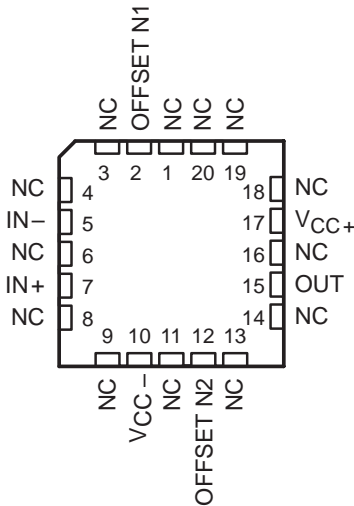 NC
OFFSET N1
NC
NC
NC
3
2
1
20
19
NC
4
18
NC
IN−
5
17
VCC+
NC
6
16
NC
IN+
7
15
OUT
NC
8
14
NC
9
10
11
12
13
NC
VCC−
NC
OFFSET N2
NC